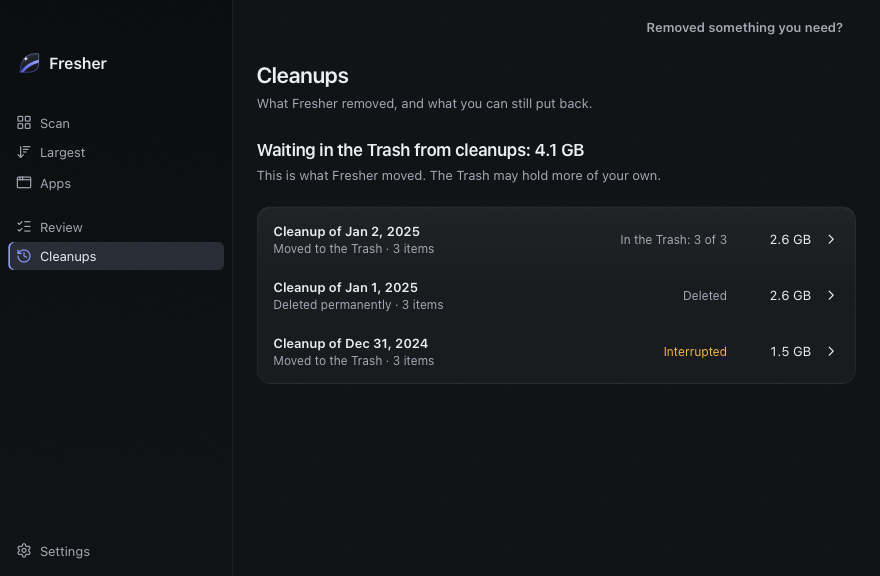 Removed something you need?
Fresher
Scan
Largest
Apps
Review
Cleanups
Settings
Cleanups
What Fresher removed, and what you can still put back.
Waiting in the Trash from cleanups: 4.1 GB
This is what Fresher moved. The Trash may hold more of your own.
Cleanup of Jan 2, 2025
Moved to the Trash · 3 items
In the Trash: 3 of 3
2.6 GB
Cleanup of Jan 1, 2025
Deleted permanently · 3 items
Deleted
2.6 GB
Cleanup of Dec 31, 2024
Moved to the Trash · 3 items
Interrupted
1.5 GB